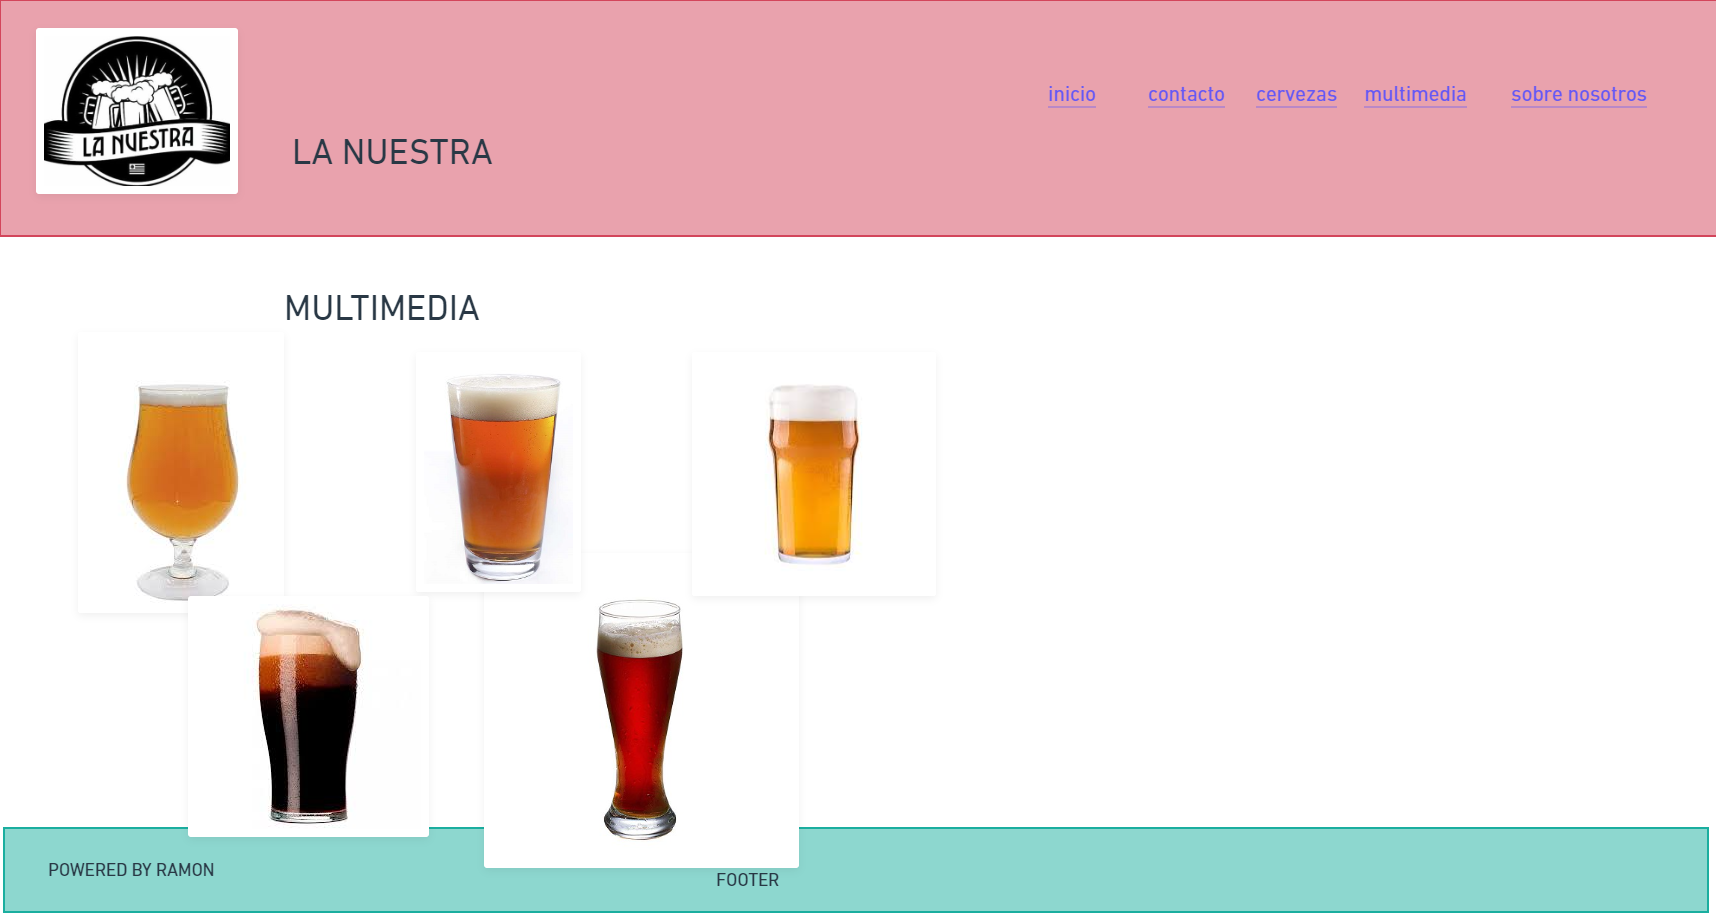 LA NUESTRA
LA NUESTRA
inicio
contacto
cervezas
multimedia
sobre nosotros
MULTIMEDIA
POWERED BY RAMON
FOOTER